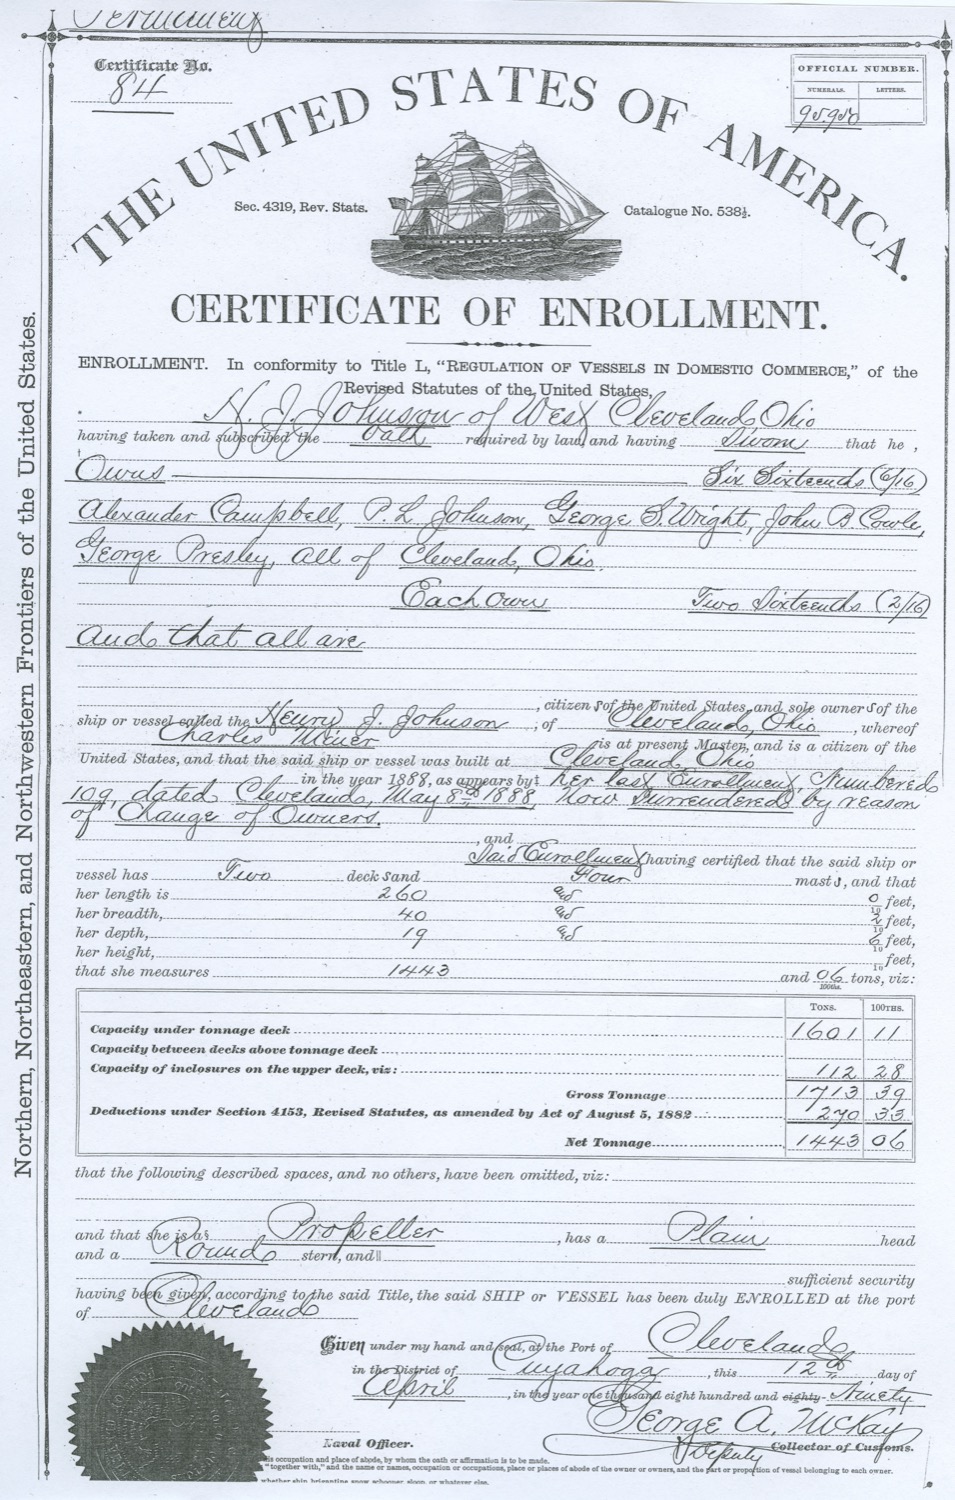 Permanent
Certificate No.
84
OFFICIAL NUMBER.
NUMERALS. LETTERS.
95.950
THE UNITED STATES OF AMERICA.
Sec. 4319, Rev. Stats.
Catalogue No. 538½.
CERTIFICATE OF ENROLLMENT.
ENROLLMENT. In conformity to Title L, "REGULATION OF VESSELS IN DOMESTIC COMMERCE," of the
Revised Statutes of the United States,
H. J. Johnson of West Cleveland, Ohio
having taken and subscribed the Oath required by law, and having Sworn that he,
Owns Six Sixteenths (6/16)
Alexander Campbell, P. L. Johnson, George S. Wright, John B Cowle,
George Presley, all of Cleveland, Ohio.
Each Own Two Sixteenths (2/16)
And that all are
, citizens of the United States, and sole owners of the
ship or vessel called the Henry J. Johnson, of Cleveland, Ohio, whereof
Charles Miner is at present Master, and is a citizen of the
United States, and that the said ship or vessel was built at Cleveland, Ohio
in the year 1888, as appears by her last Enrollment, Numbered
109, dated Cleveland, May 8th 1888, Now Surrendered by reason
of Change of Owners.
, and
Said Enrollment having certified that the said ship or
vessel has Two decks and Four masts, and that
her length is 260 and 0/10 feet,
her breadth, 40 and 2/10 feet,
her depth, 19 and 6/10 feet,
her height, /10 feet,
that she measures 1443 and 06/100ths. tons, viz:
TONS. 100THS.
Capacity under tonnage deck 1601 11
Capacity between decks above tonnage deck
Capacity of inclosures on the upper deck, viz: 112 28
Gross Tonnage 1713 39
Deductions under Section 4153, Revised Statutes, as amended by Act of August 5, 1882 270 33
Net Tonnage 1443 06
that the following described spaces, and no others, have been omitted, viz:
and that she is a Propeller, has a Plain head
and a Round stern, and
sufficient security
having been given, according to the said Title, the said SHIP or VESSEL has been duly ENROLLED at the port
of Cleveland
Given under my hand and seal, at the Port of Cleveland
in the District of Cuyahoga, this 12th day of
April, in the year one thousand eight hundred and eighty- Ninety
George A. McKay
Naval Officer.
Deputy Collector of Customs.
his occupation and place of abode, by whom the oath or affirmation is to be made.
"together with," and the name or names, occupation or occupations, place or places of abode of the owner or owners, and the part or proportion of vessel belonging to each owner.
whether ship, brigantine, snow, schooner, sloop, or whatever else.
Northern, Northeastern, and Northwestern Frontiers of the United States.